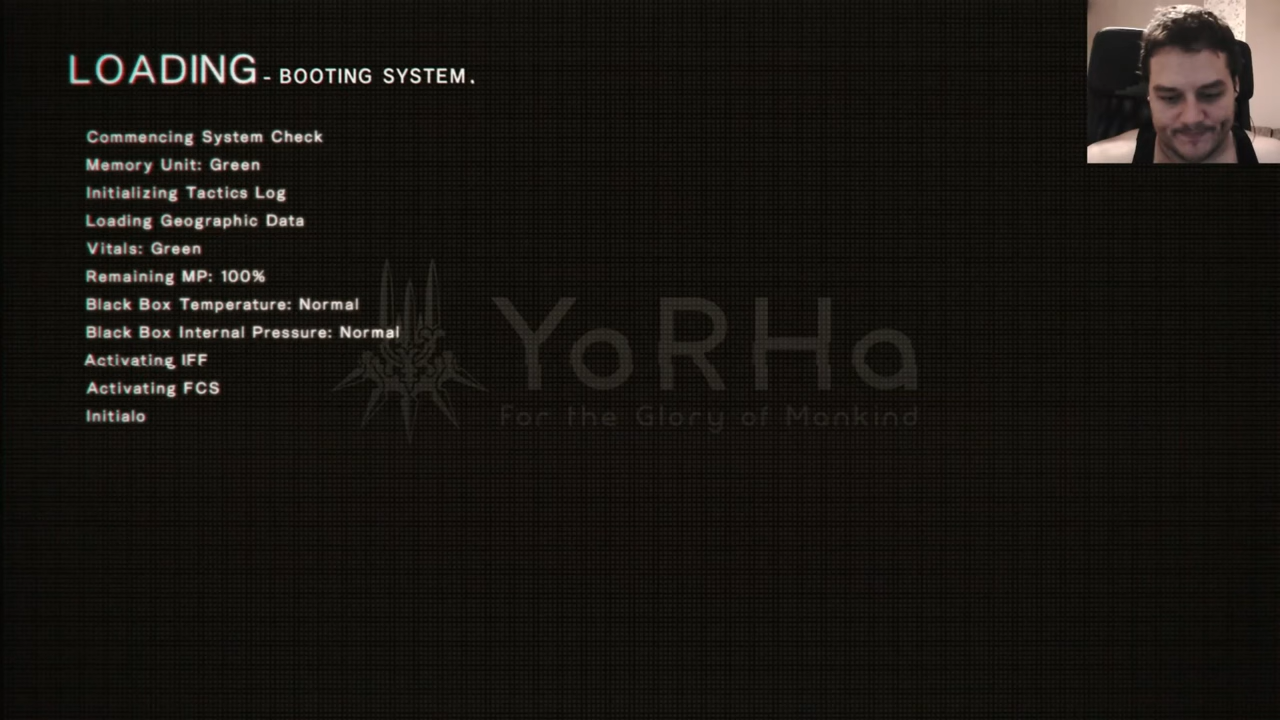 LOADING - BOOTING SYSTEM.
Commencing System Check
Memory Unit: Green
Initializing Tactics Log
Loading Geographic Data
Vitals: Green
Remaining MP: 100%
Black Box Temperature: Normal
Black Box Internal Pressure: Normal
Activating IFF
Activating FCS
Initialo
YoRHa
For the Glory of Mankind